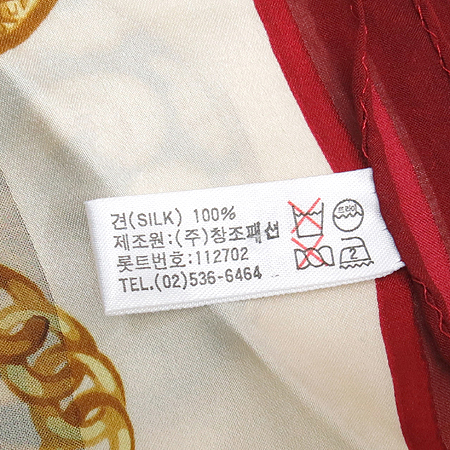 견(SILK) 100%
제조원:(주)창조패션
롯트번호:112702
TEL.(02)536-6464
드라이
2